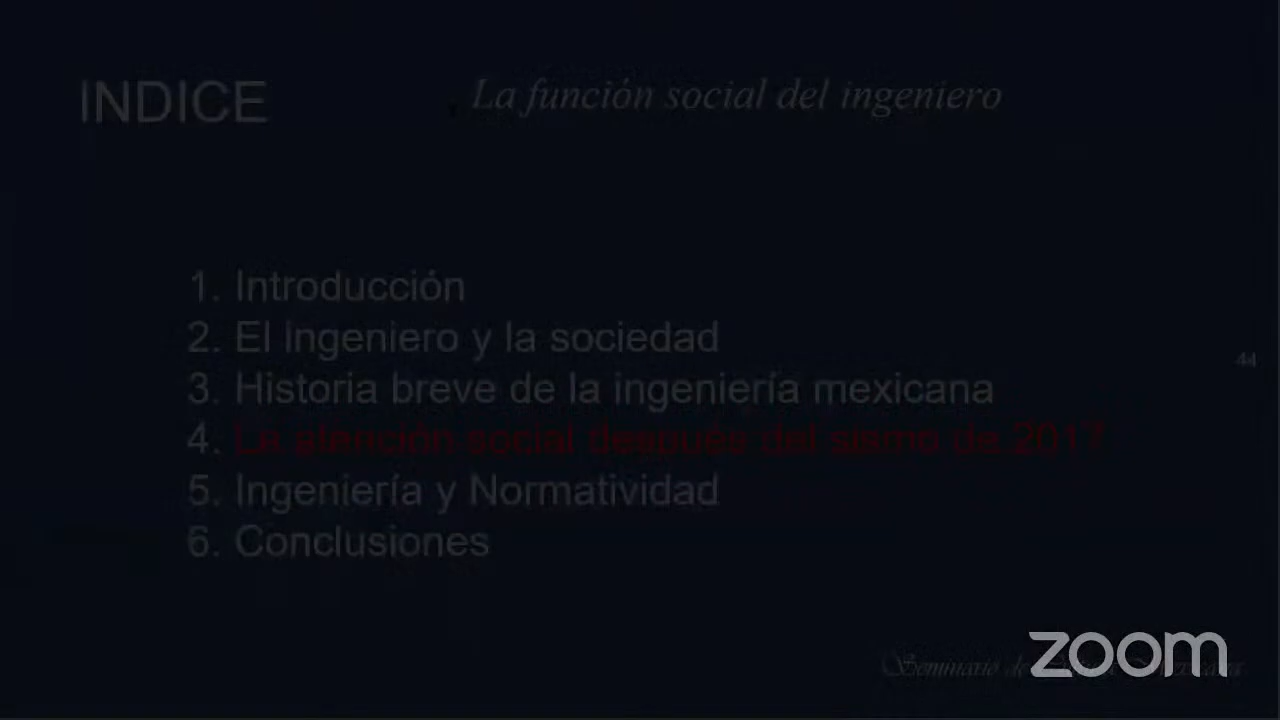 INDICE
La función social del ingeniero
1. Introducción
2. El Ingeniero y la sociedad
3. Historia breve de la ingeniería mexicana
44
4. La atención social después del sismo de 2017
5. Ingeniería y Normatividad
6. Conclusiones
Seminario de
zoom